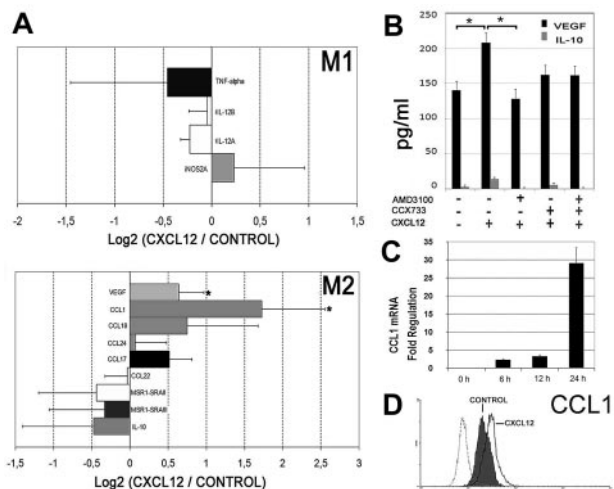 A
M1
TNF-alpha
IL-12B
IL-12A
iNOS2A
-2 -1,5 -1 -0,5 0 0,5 1 1,5
Log2 (CXCL12 / CONTROL)
M2
VEGF *
CCL1 *
CCL18
CCL24
CCL17
CCL22
MSR1-SRAII
MSR1-SRAIII
IL-10
-1,5 -1 -0,5 0 0,5 1 1,5 2 2,5 3
Log2 (CXCL12 / CONTROL)
B
VEGF
IL-10
* *
250
200
150
100
50
0
pg/ml
AMD3100 - - + - +
CCX733 - - - + +
CXCL12 - + + + +
C
35
30
25
20
15
10
5
0
CCL1 mRNA
Fold Regulation
0 h 6 h 12 h 24 h
D
CCL1
CONTROL
CXCL12